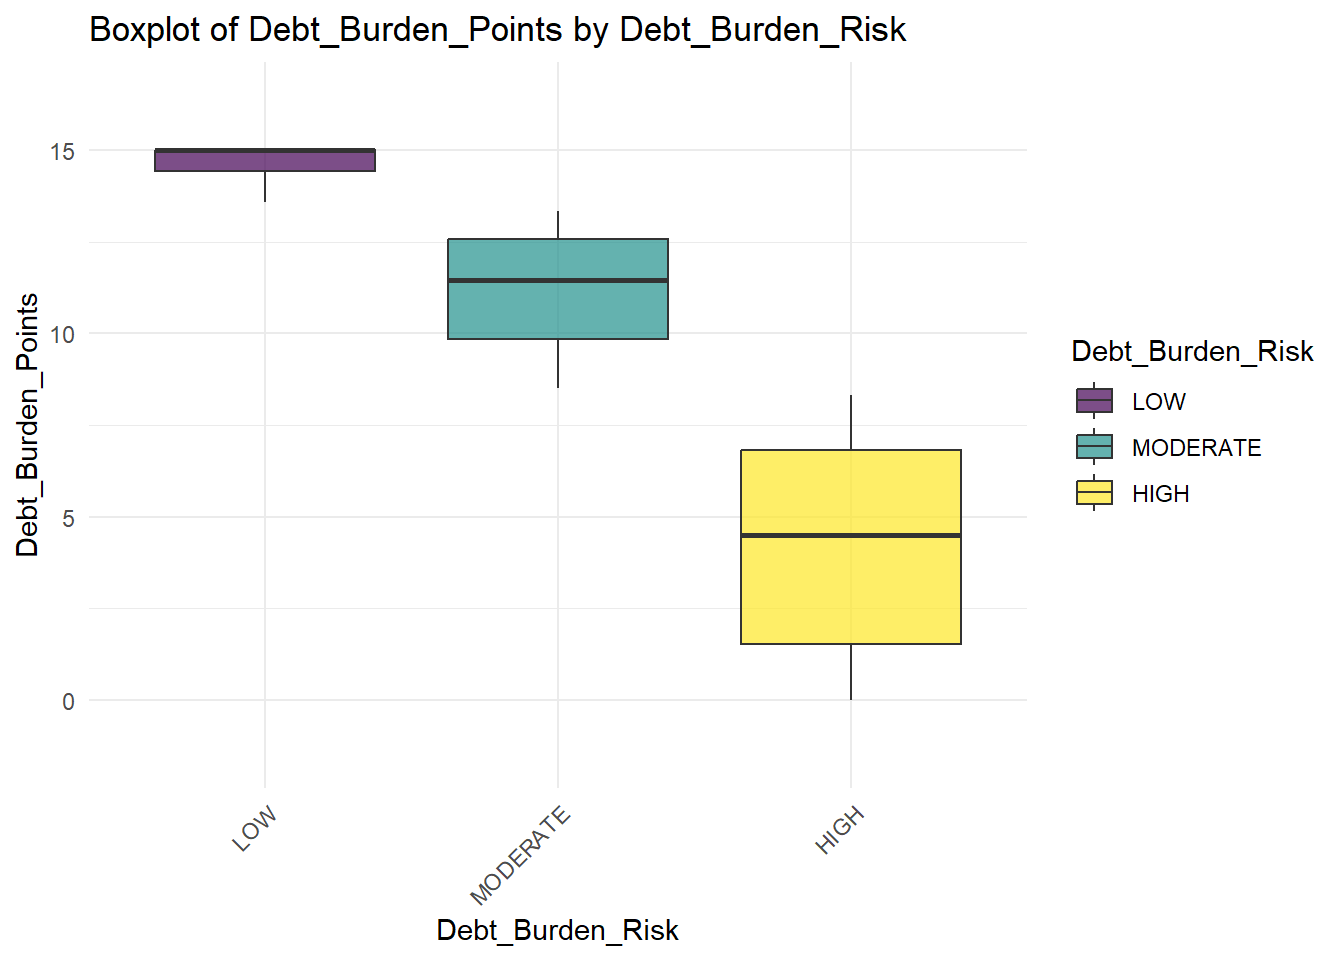 Boxplot of Debt_Burden_Points by Debt_Burden_Risk
Debt_Burden_Points
15
10
5
0
LOW
MODERATE
HIGH
Debt_Burden_Risk
Debt_Burden_Risk
LOW
MODERATE
HIGH